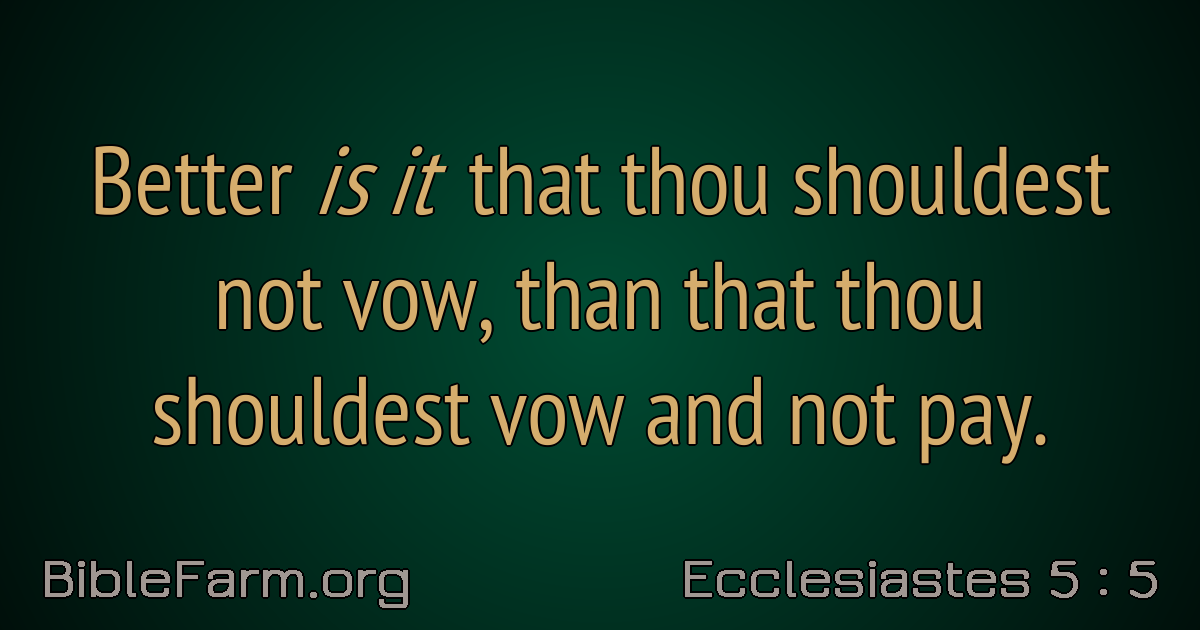 Better is it that thou shouldest
not vow, than that thou
shouldest vow and not pay.
BibleFarm.org
Ecclesiastes 5 : 5